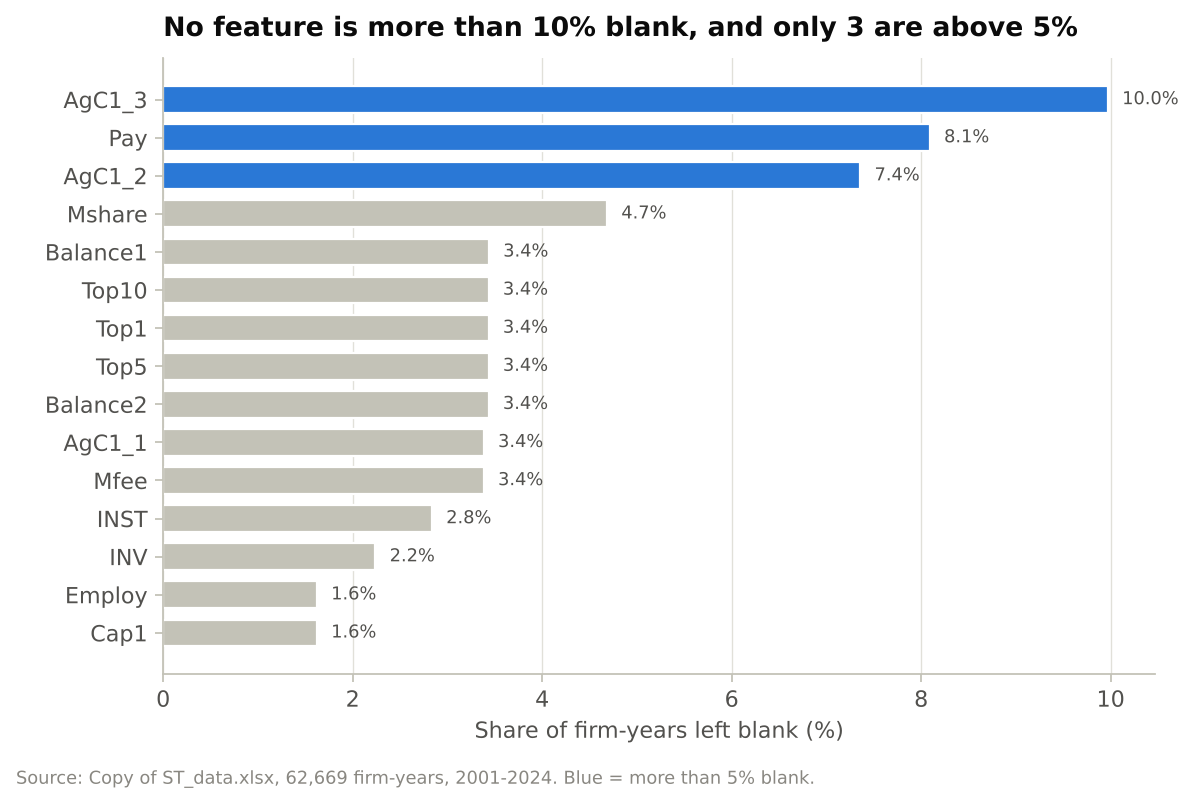 No feature is more than 10% blank, and only 3 are above 5%
AgC1_3 10.0%
Pay 8.1%
AgC1_2 7.4%
Mshare 4.7%
Balance1 3.4%
Top10 3.4%
Top1 3.4%
Top5 3.4%
Balance2 3.4%
AgC1_1 3.4%
Mfee 3.4%
INST 2.8%
INV 2.2%
Employ 1.6%
Cap1 1.6%
0 2 4 6 8 10
Share of firm-years left blank (%)
Source: Copy of ST_data.xlsx, 62,669 firm-years, 2001-2024. Blue = more than 5% blank.